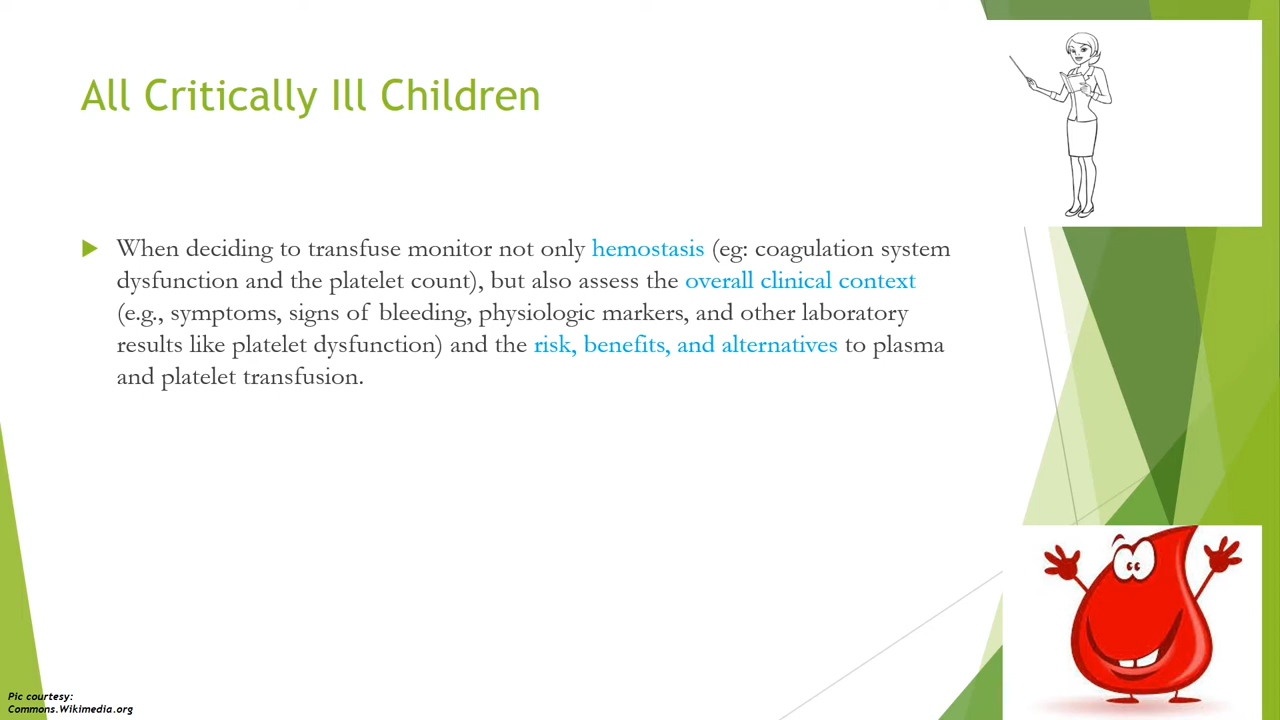 All Critically Ill Children
When deciding to transfuse monitor not only hemostasis (eg: coagulation system
dysfunction and the platelet count), but also assess the overall clinical context
(e.g., symptoms, signs of bleeding, physiologic markers, and other laboratory
results like platelet dysfunction) and the risk, benefits, and alternatives to plasma
and platelet transfusion.
Pic courtesy:
Commons.Wikimedia.org